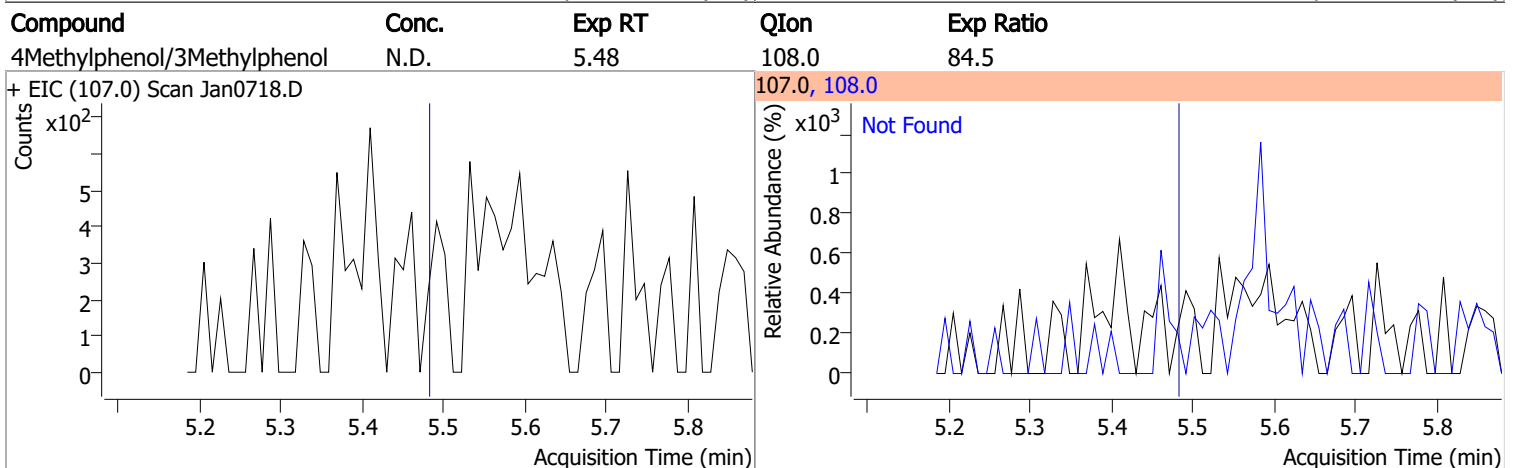 Compound Conc. Exp RT QIon Exp Ratio
4Methylphenol/3Methylphenol N.D. 5.48 108.0 84.5
+ EIC (107.0) Scan Jan0718.D
Counts
x10²
5
4
3
2
1
0
5.2 5.3 5.4 5.5 5.6 5.7 5.8
Acquisition Time (min)
107.0, 108.0
Relative Abundance (%)
x10³
Not Found
1
0.8
0.6
0.4
0.2
0
5.2 5.3 5.4 5.5 5.6 5.7 5.8
Acquisition Time (min)